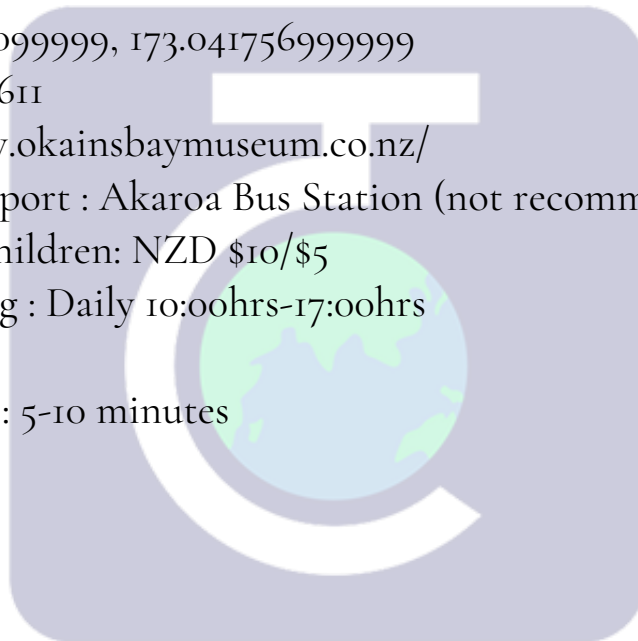 099999, 173.041756999999
611
v.okainsbaymuseum.co.nz/
port : Akaroa Bus Station (not recomm
hildren: NZD $10/$5
g : Daily 10:00hrs-17:00hrs
: 5-10 minutes